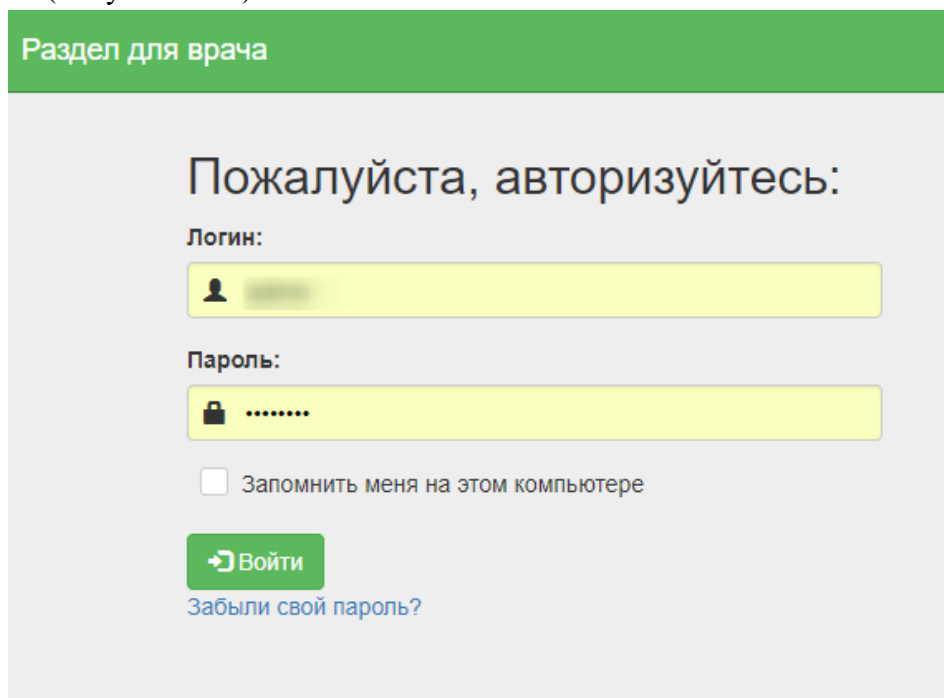 Раздел для врача
Пожалуйста, авторизуйтесь:
Логин:
Пароль:
........
Запомнить меня на этом компьютере
Войти
Забыли свой пароль?